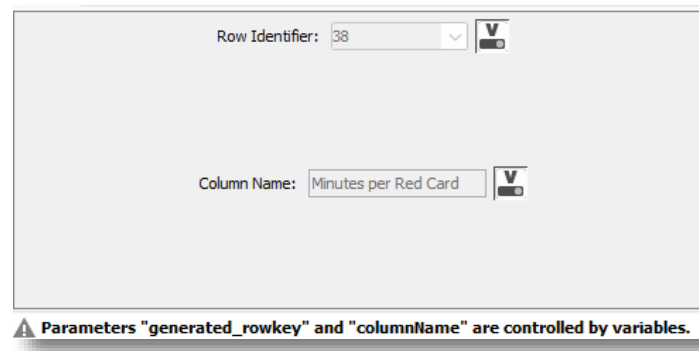 Row Identifier: 38 V
Column Name: Minutes per Red Card V
Parameters "generated_rowkey" and "columnName" are controlled by variables.